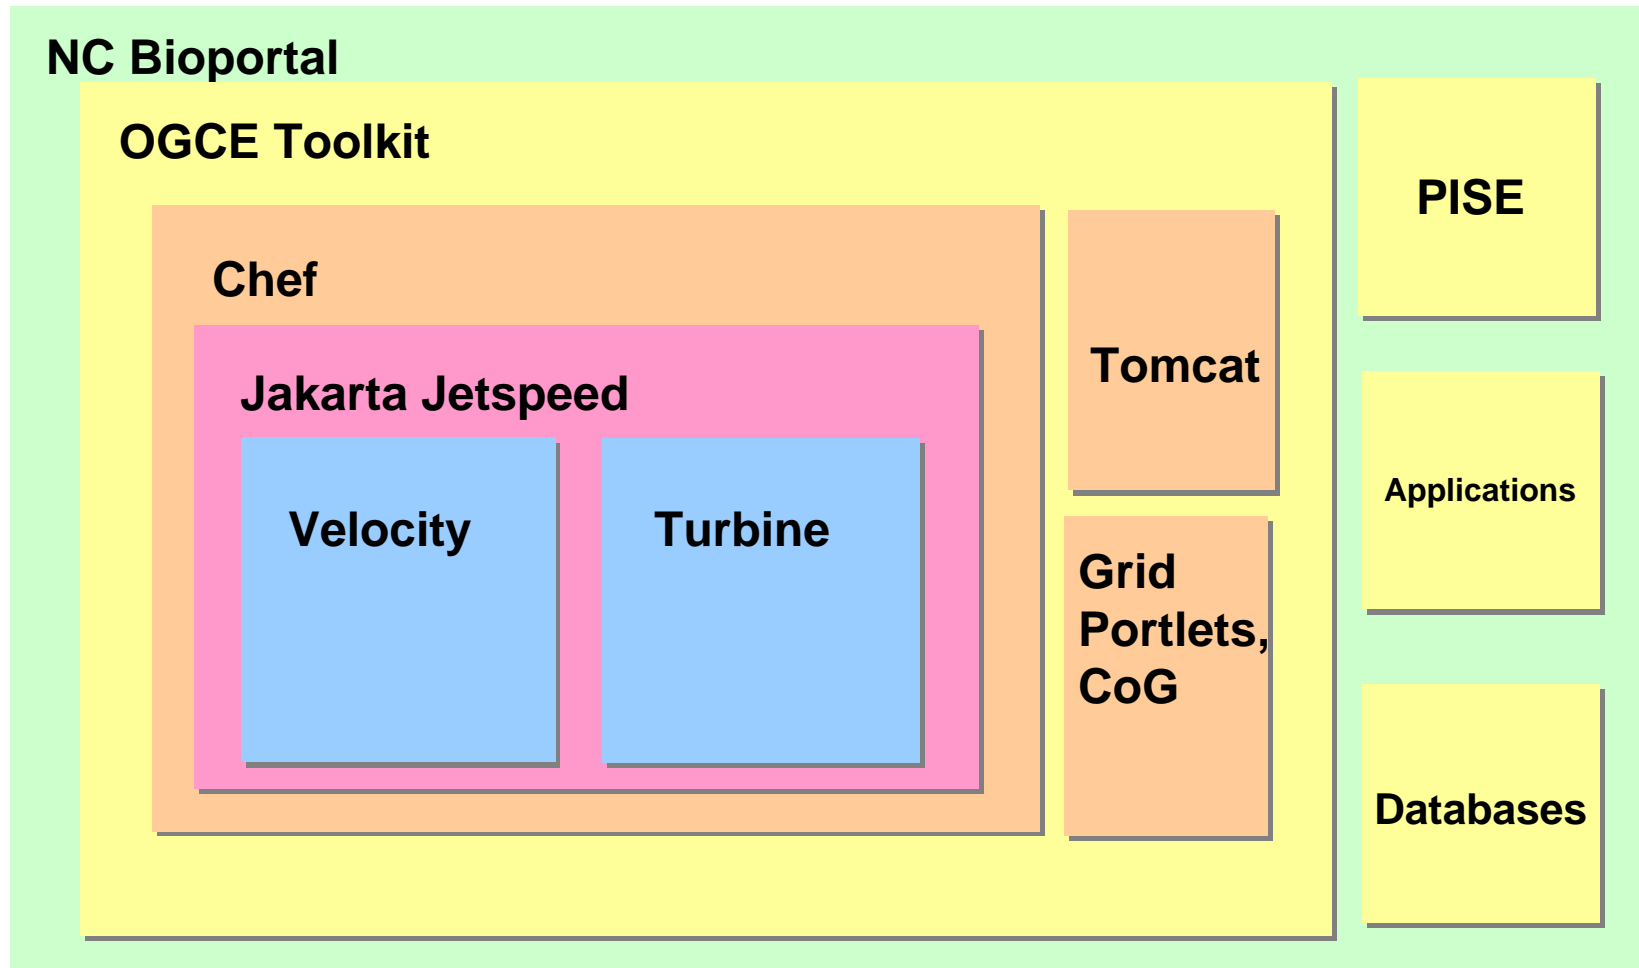 NC Bioportal
OGCE Toolkit
Chef
Jakarta Jetspeed
Velocity
Turbine
Tomcat
Grid
Portlets,
CoG
PISE
Applications
Databases